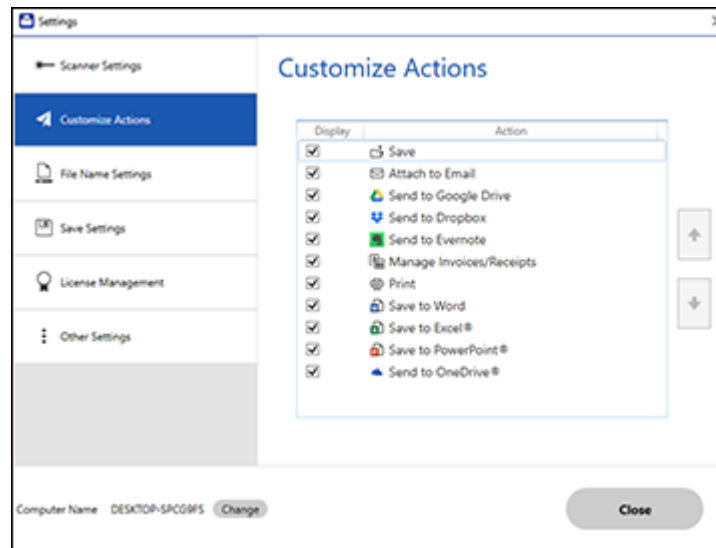 Settings
Scanner Settings
Customize Actions
File Name Settings
Save Settings
License Management
Other Settings
Customize Actions
Display Action
Save
Attach to Email
Send to Google Drive
Send to Dropbox
Send to Evernote
Manage Invoices/Receipts
Print
Save to Word
Save to Excel®
Save to PowerPoint®
Send to OneDrive®
Computer Name DESKTOP-SPCG9FS Change
Close